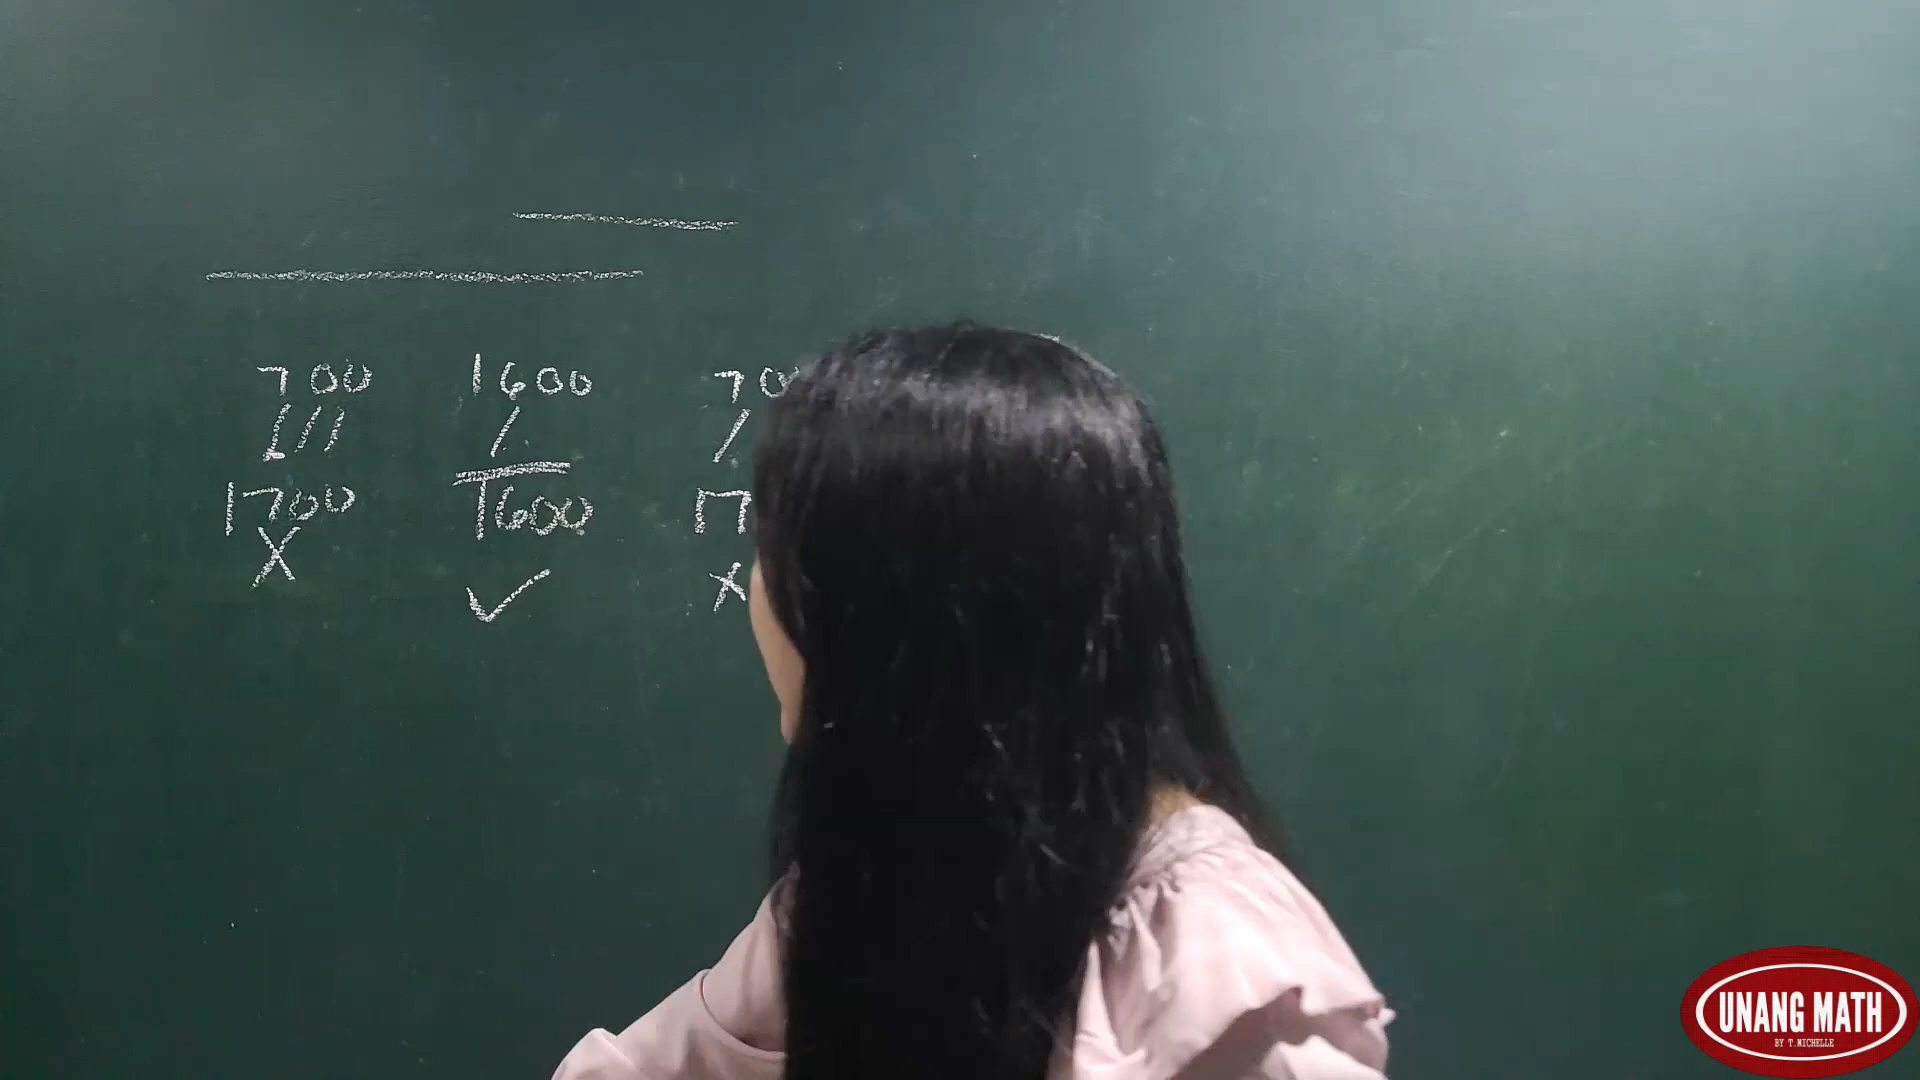 700 1600
1700 1600
X ✓ x
UNANG MATH
BY T.MICHELLE